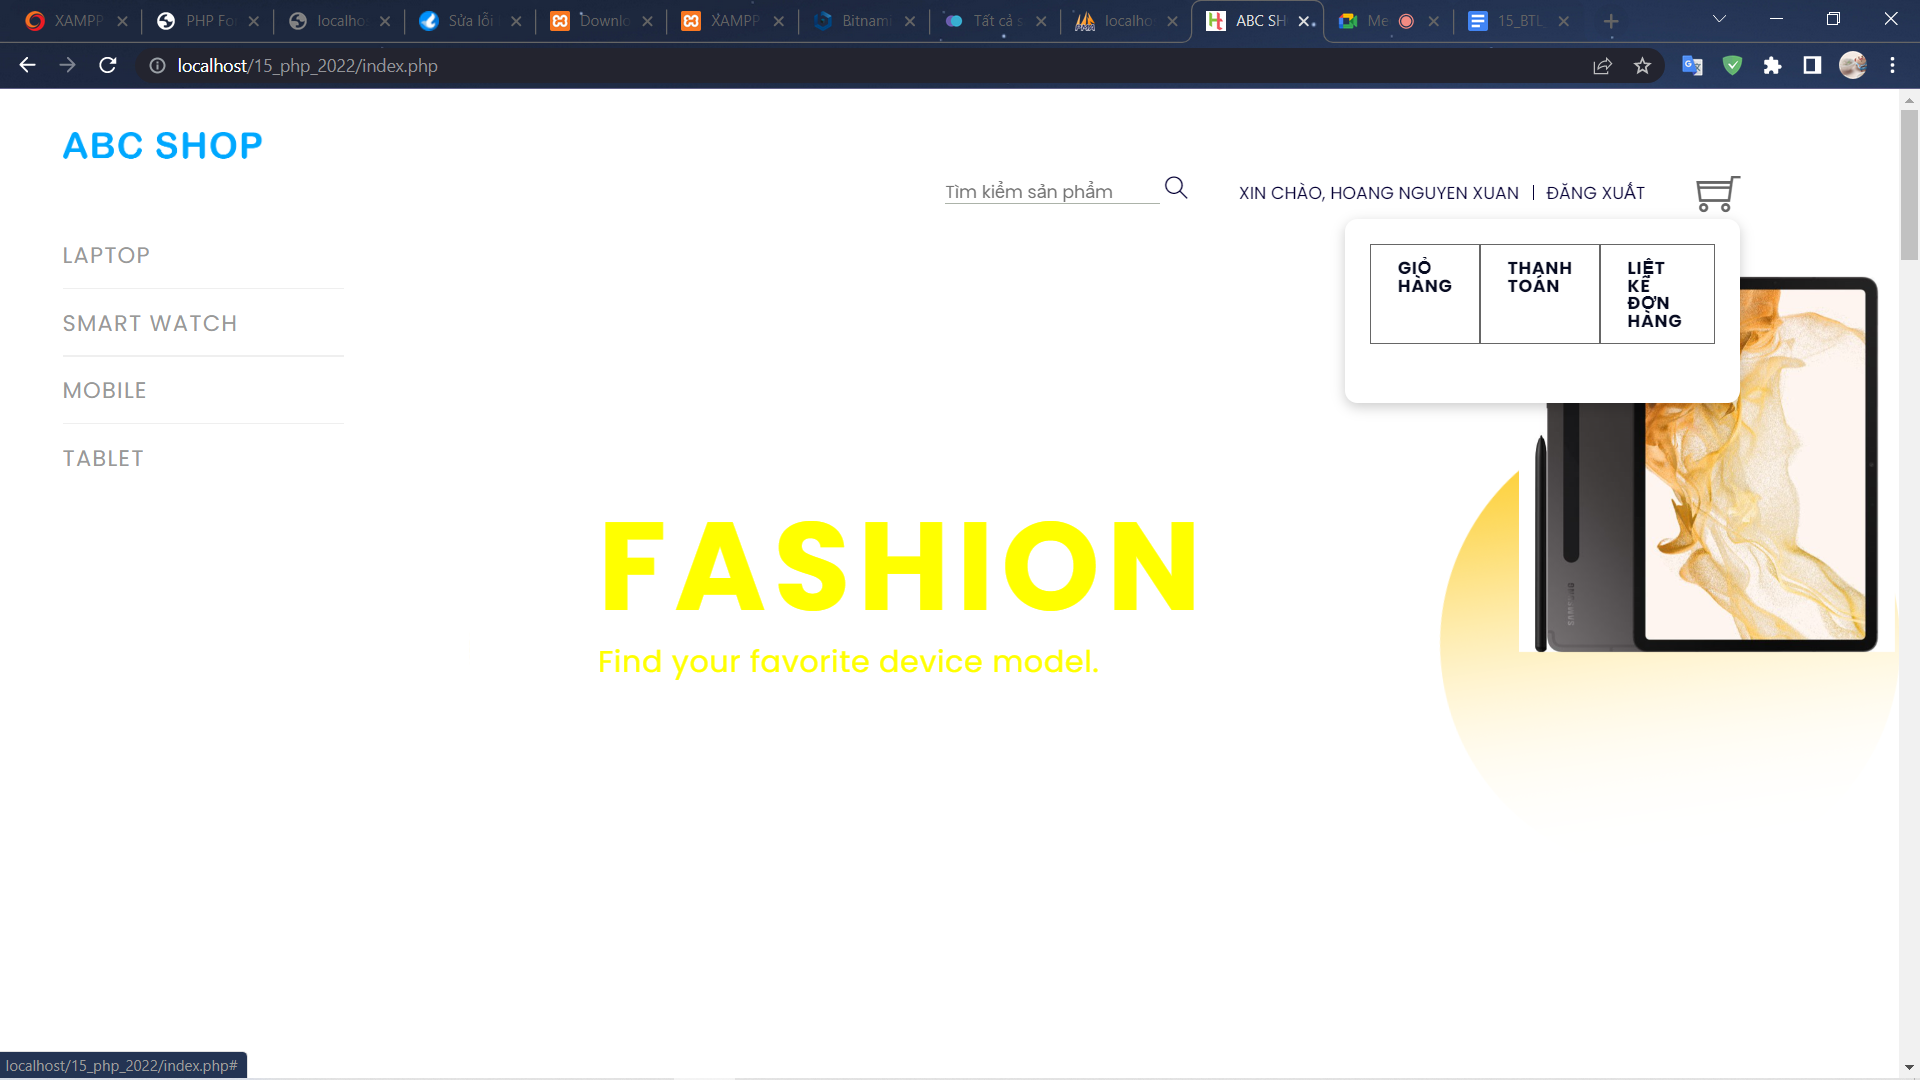 XAMPP
PHP Fo
localho
Sửa lỗi
Downlo
XAMPP
Bitnami
Tất cả s
localho
ABC SH
Me
15_BTL
localhost/15_php_2022/index.php
ABC SHOP
Tìm kiểm sản phẩm
XIN CHÀO, HOANG NGUYEN XUAN
ĐĂNG XUẤT
GIỎ
HÀNG
THANH
TOÁN
LIỆT
KÊ
ĐƠN
HÀNG
LAPTOP
SMART WATCH
MOBILE
TABLET
FASHION
Find your favorite device model.
SAMSUNG
localhost/15_php_2022/index.php#